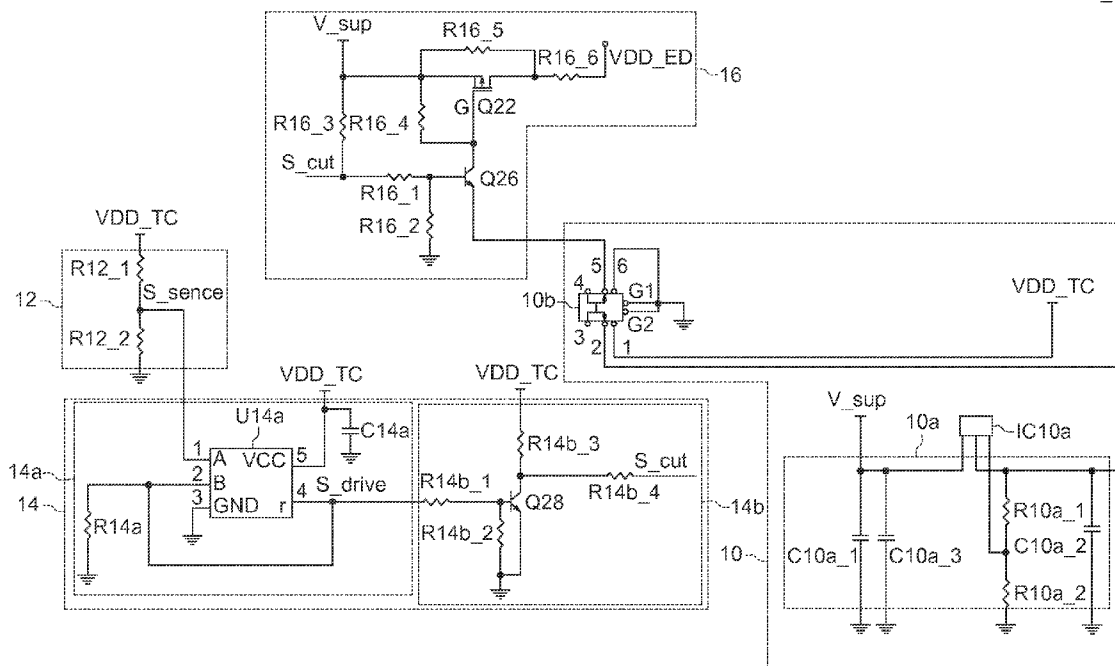 V_sup
R16_5
R16_6
VDD_ED
16
G Q22
R16_3
R16_4
S_cut
R16_1
Q26
R16_2
VDD_TC
R12_1
S_sence
12
R12_2
5 6
4
G1
10b
G2
3
2 1
VDD_TC
VDD_TC
U14a
C14a
1 A VCC 5
2 B
3 GND r 4
S_drive
14a
14
R14a
VDD_TC
R14b_3
S_cut
R14b_1
R14b_4
Q28
R14b_2
14b
10
V_sup
10a
IC10a
R10a_1
C10a_1
C10a_3
C10a_2
R10a_2